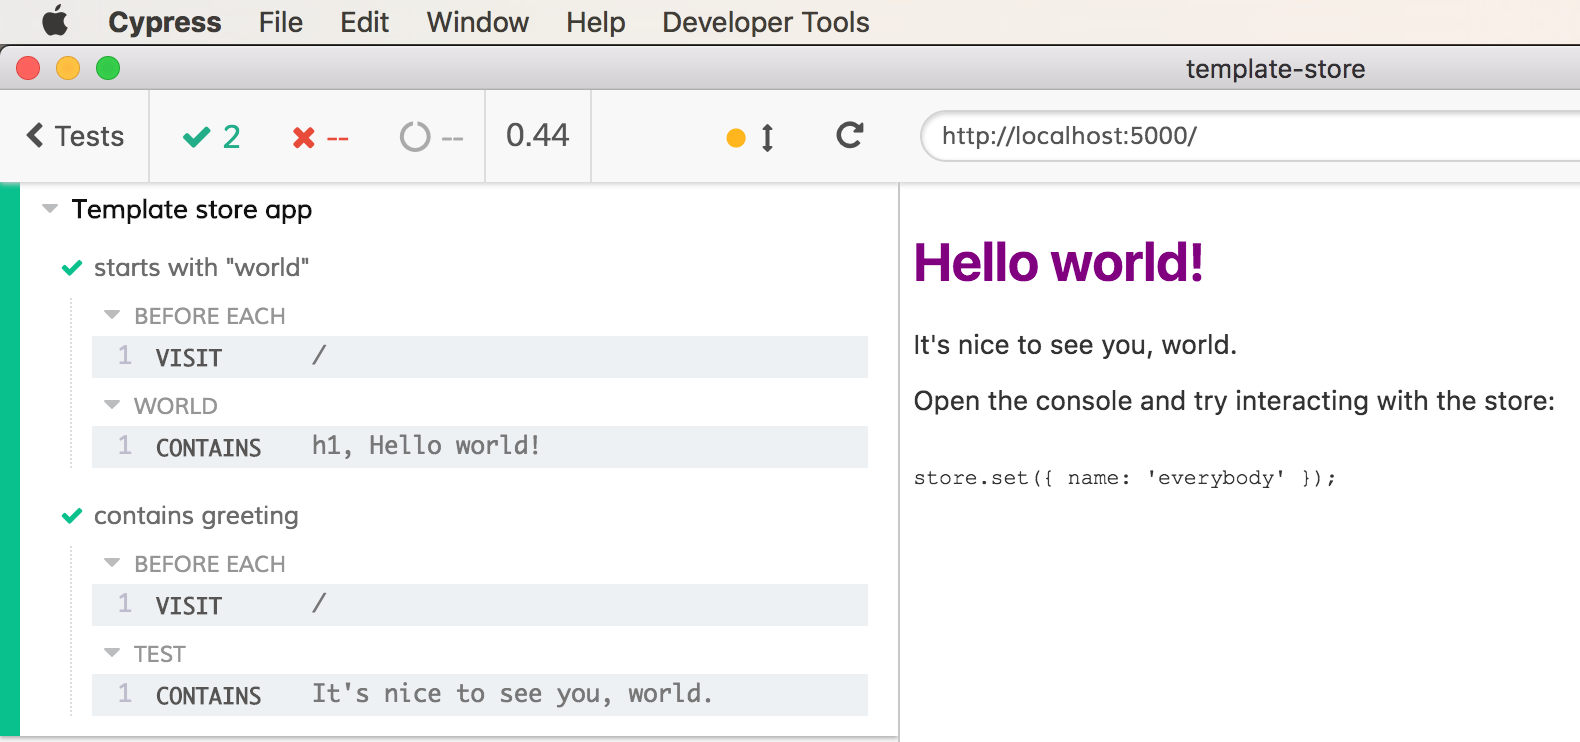 Cypress File Edit Window Help Developer Tools
template-store
Tests 2 -- -- 0.44 http://localhost:5000/
Template store app
starts with "world"
BEFORE EACH
1 VISIT /
WORLD
1 CONTAINS h1, Hello world!
contains greeting
BEFORE EACH
1 VISIT /
TEST
1 CONTAINS It's nice to see you, world.
Hello world!
It's nice to see you, world.
Open the console and try interacting with the store:
store.set({ name: 'everybody' });